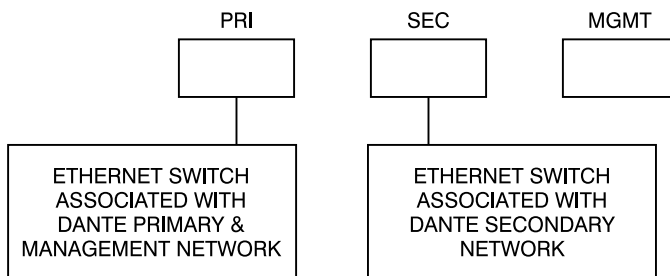 PRI
SEC
MGMT
ETHERNET SWITCH
ASSOCIATED WITH
DANTE PRIMARY &
MANAGEMENT NETWORK
ETHERNET SWITCH
ASSOCIATED WITH
DANTE SECONDARY
NETWORK